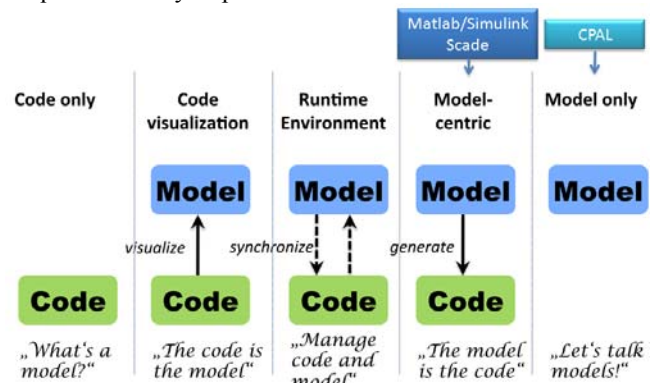 Matlab/Simulink
Scade
CPAL
Code only
Code
visualization
Runtime
Environment
Model-
centric
Model only
Model
Model
Model
Model
visualize
synchronize
generate
Code
Code
Code
Code
„What's a
model?“
„The code is
the model“
„Manage
code and
model“
„The model
is the code“
„Let's talk
models!“